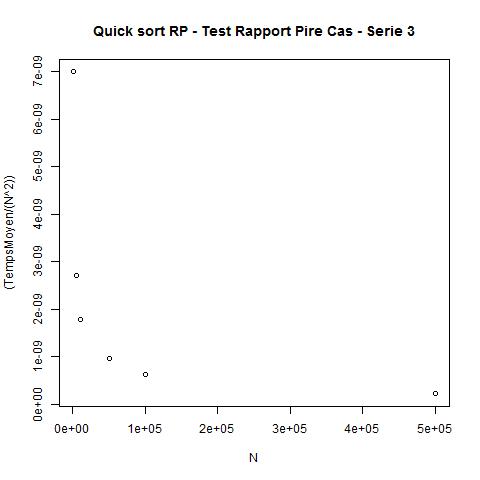 Quick sort RP - Test Rapport Pire Cas - Serie 3
(TempsMoyen/(N^2))
7e-09
6e-09
5e-09
4e-09
3e-09
2e-09
1e-09
0e+00
0e+00 1e+05 2e+05 3e+05 4e+05 5e+05
N